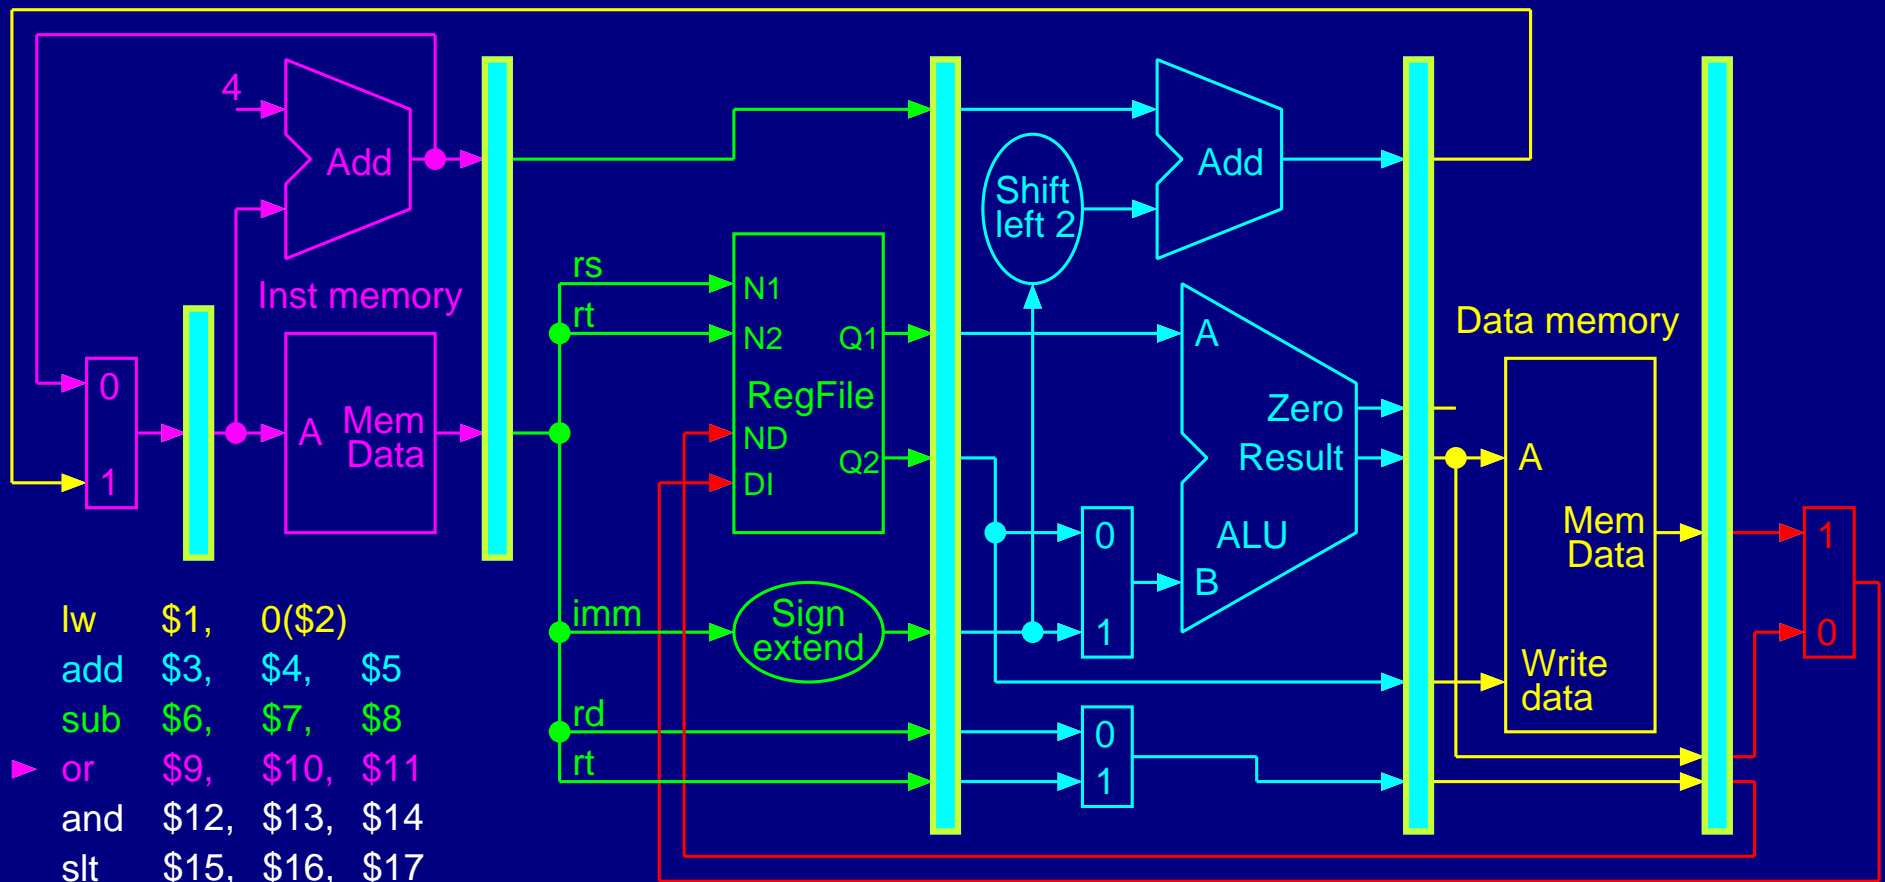 4
Add
Inst memory
0
1
A
Mem
Data
rs
rt
N1
N2
Q1
RegFile
ND
Q2
DI
imm
Sign
extend
rd
rt
Shift
left 2
Add
A
Zero
Result
ALU
B
0
1
0
1
Data memory
A
Mem
Data
Write
data
1
0
lw $1, 0($2)
add $3, $4, $5
sub $6, $7, $8
or $9, $10, $11
and $12, $13, $14
slt $15, $16, $17